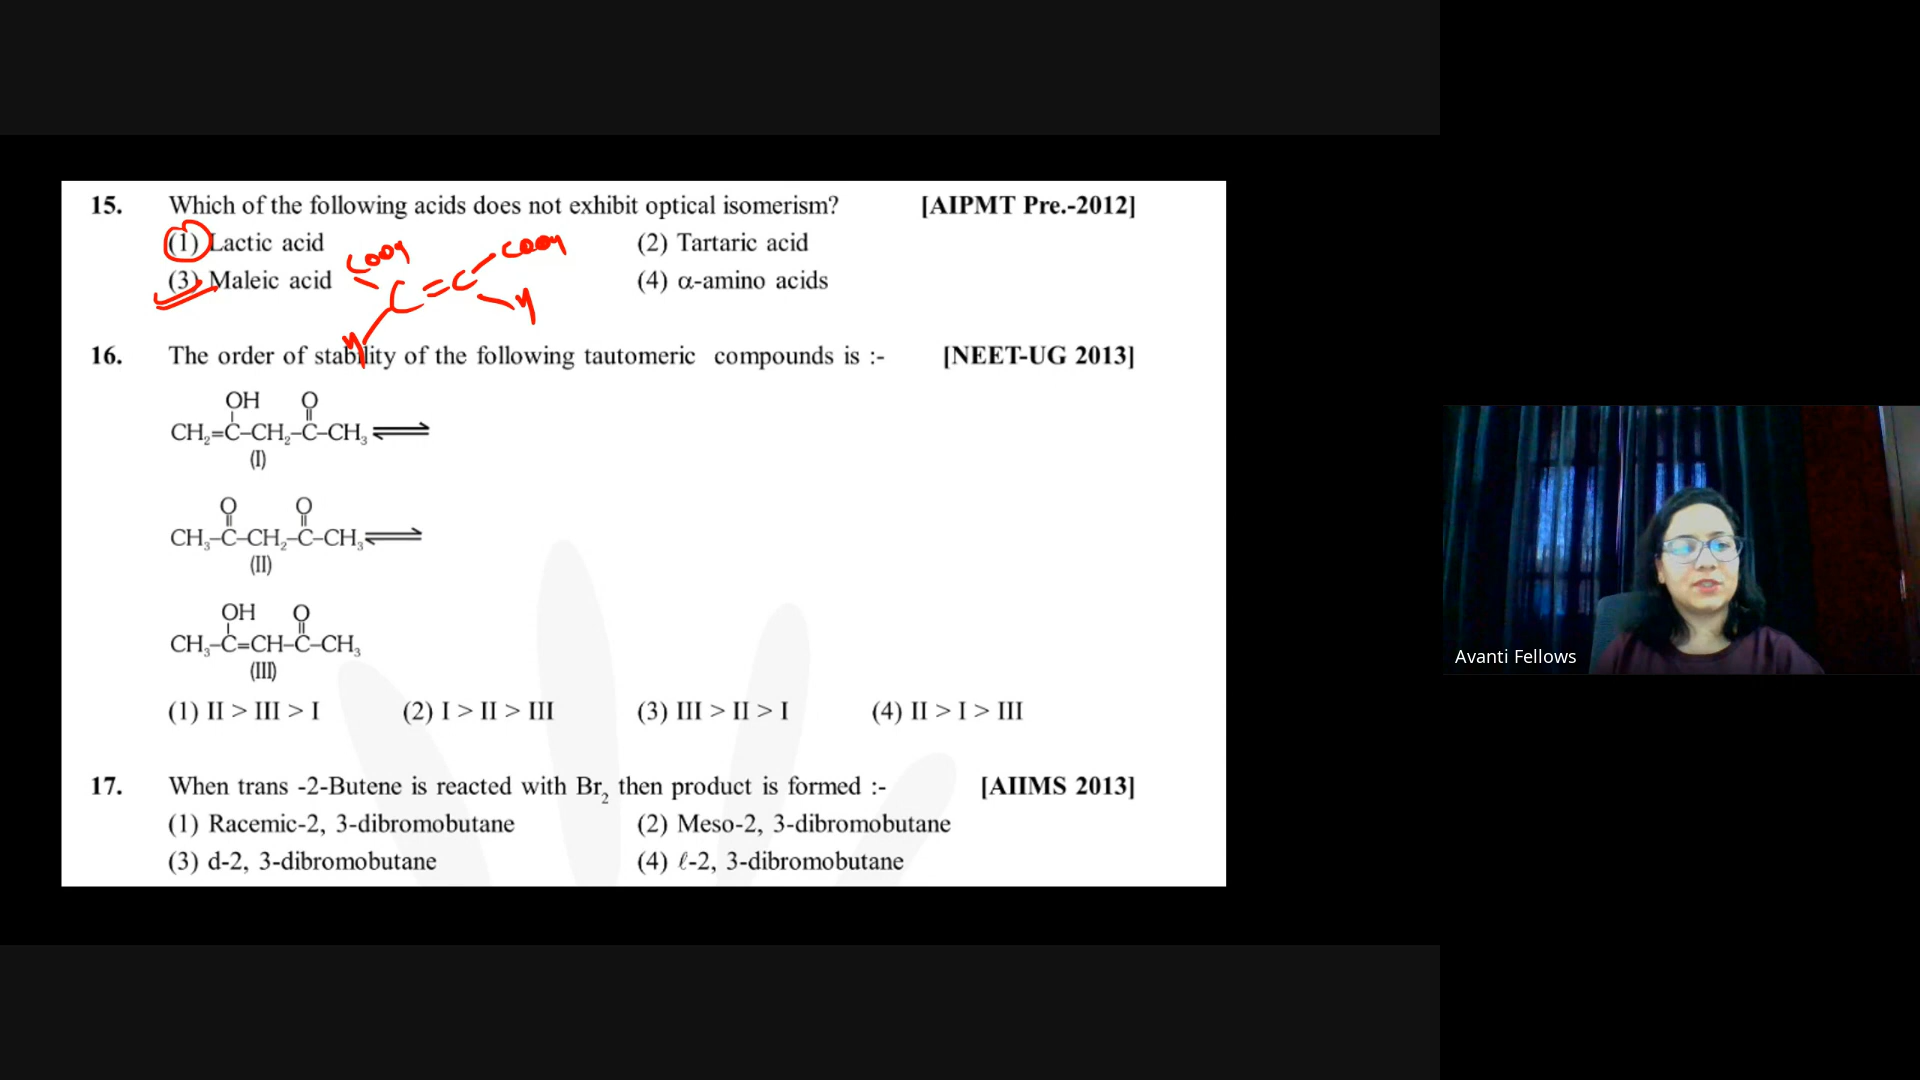 15. Which of the following acids does not exhibit optical isomerism? [AIPMT Pre.-2012]
(1) Lactic acid (2) Tartaric acid
(3) Maleic acid (4) α-amino acids
COOH COOH
C=C
H H
16. The order of stability of the following tautomeric compounds is :- [NEET-UG 2013]
OH O
CH₂=C–CH₂–C–CH₃ ⇌
(I)
O O
CH₃–C–CH₂–C–CH₃ ⇌
(II)
OH O
CH₃–C=CH–C–CH₃
(III)
(1) II > III > I (2) I > II > III (3) III > II > I (4) II > I > III
17. When trans -2-Butene is reacted with Br₂ then product is formed :- [AIIMS 2013]
(1) Racemic-2, 3-dibromobutane (2) Meso-2, 3-dibromobutane
(3) d-2, 3-dibromobutane (4) ℓ-2, 3-dibromobutane
Avanti Fellows